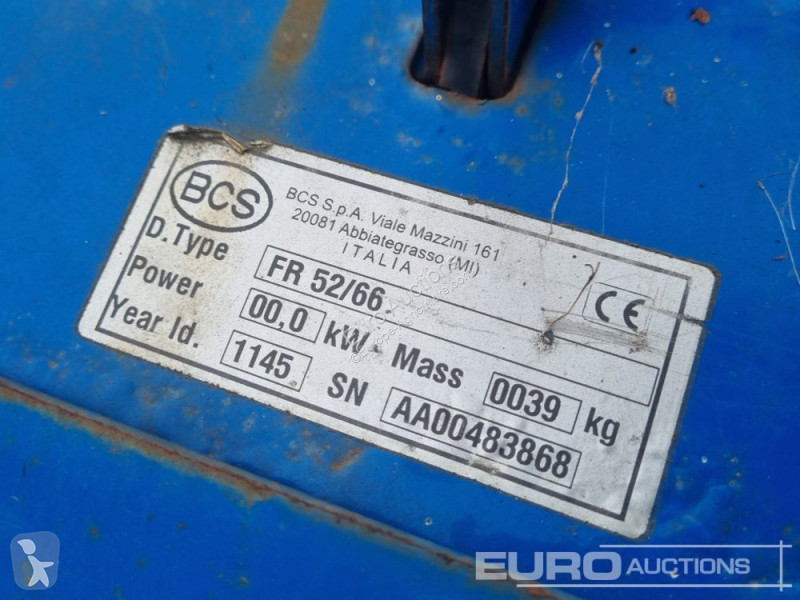 BCS
BCS S.p.A. Viale Mazzini 161
20081 Abbiategrasso (MI)
ITALIA
CE
D.Type FR 52/66
Power 00,0 kW - Mass 0039 kg
Year Id. 1145 SN AA00483868
EURO AUCTIONS